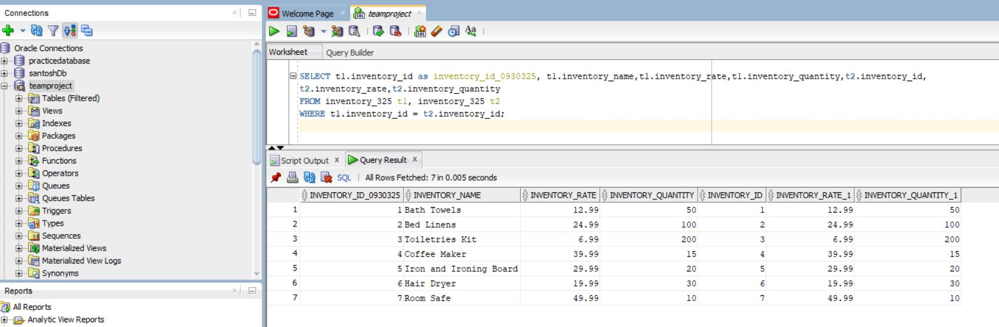 Connections
Oracle Connections
practicedatabase
santoshDb
teamproject
Tables (Filtered)
Views
Indexes
Packages
Procedures
Functions
Operators
Queues
Queues Tables
Triggers
Types
Sequences
Materialized Views
Materialized View Logs
Synonyms
Reports
All Reports
Analytic View Reports
Welcome Page teamproject
Worksheet Query Builder
SELECT t1.inventory_id as inventory_id_0930325, t1.inventory_name,t1.inventory_rate,t1.inventory_quantity,t2.inventory_id,
t2.inventory_rate,t2.inventory_quantity
FROM inventory_325 t1, inventory_325 t2
WHERE t1.inventory_id = t2.inventory_id;
Script Output x Query Result x
SQL | All Rows Fetched: 7 in 0.005 seconds
INVENTORY_ID_0930325 INVENTORY_NAME INVENTORY_RATE INVENTORY_QUANTITY INVENTORY_ID INVENTORY_RATE_1 INVENTORY_QUANTITY_1
1 1 Bath Towels 12.99 50 1 12.99 50
2 2 Bed Linens 24.99 100 2 24.99 100
3 3 Toiletries Kit 6.99 200 3 6.99 200
4 4 Coffee Maker 39.99 15 4 39.99 15
5 5 Iron and Ironing Board 29.99 20 5 29.99 20
6 6 Hair Dryer 19.99 30 6 19.99 30
7 7 Room Safe 49.99 10 7 49.99 10